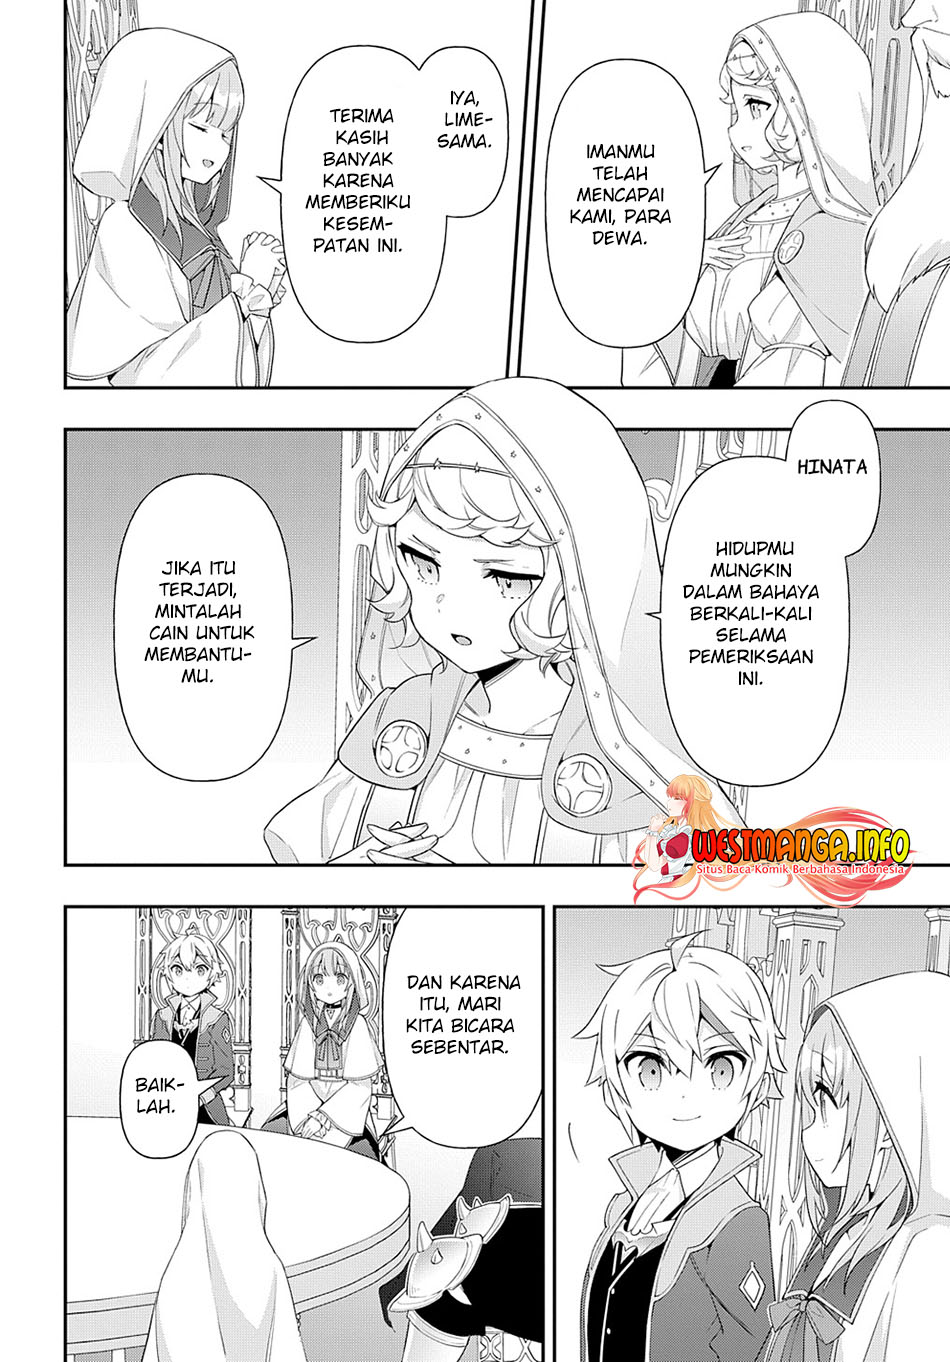 IMANMU
TELAH
MENCAPAI
KAMI, PARA
DEWA.
IYA,
LIME-
SAMA.
TERIMA
KASIH
BANYAK
KARENA
MEMBERIKU
KESEM-
PATAN INI.
HINATA
HIDUPMU
MUNGKIN
DALAM BAHAYA
BERKALI-KALI
SELAMA
PEMERIKSAAN
INI.
JIKA ITU
TERJADI,
MINTALAH
CAIN UNTUK
MEMBANTU-
MU.
WESTMANGA.INFO
Situs Baca Komik Berbahasa Indonesia
DAN KARENA
ITU, MARI
KITA BICARA
SEBENTAR.
BAIK-
LAH.